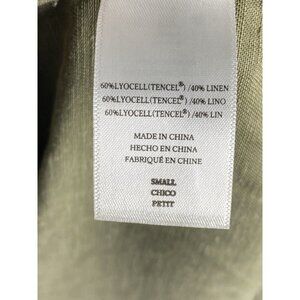 60%LYOCELL(TENCEL®)/40% LINEN
60%LYOCELL(TENCEL®)/40% LINO
60%LYOCELL(TENCEL®)/40% LIN
MADE IN CHINA
HECHO EN CHINA
FABRIQUÉ EN CHINE
SMALL
CHICO
PETIT